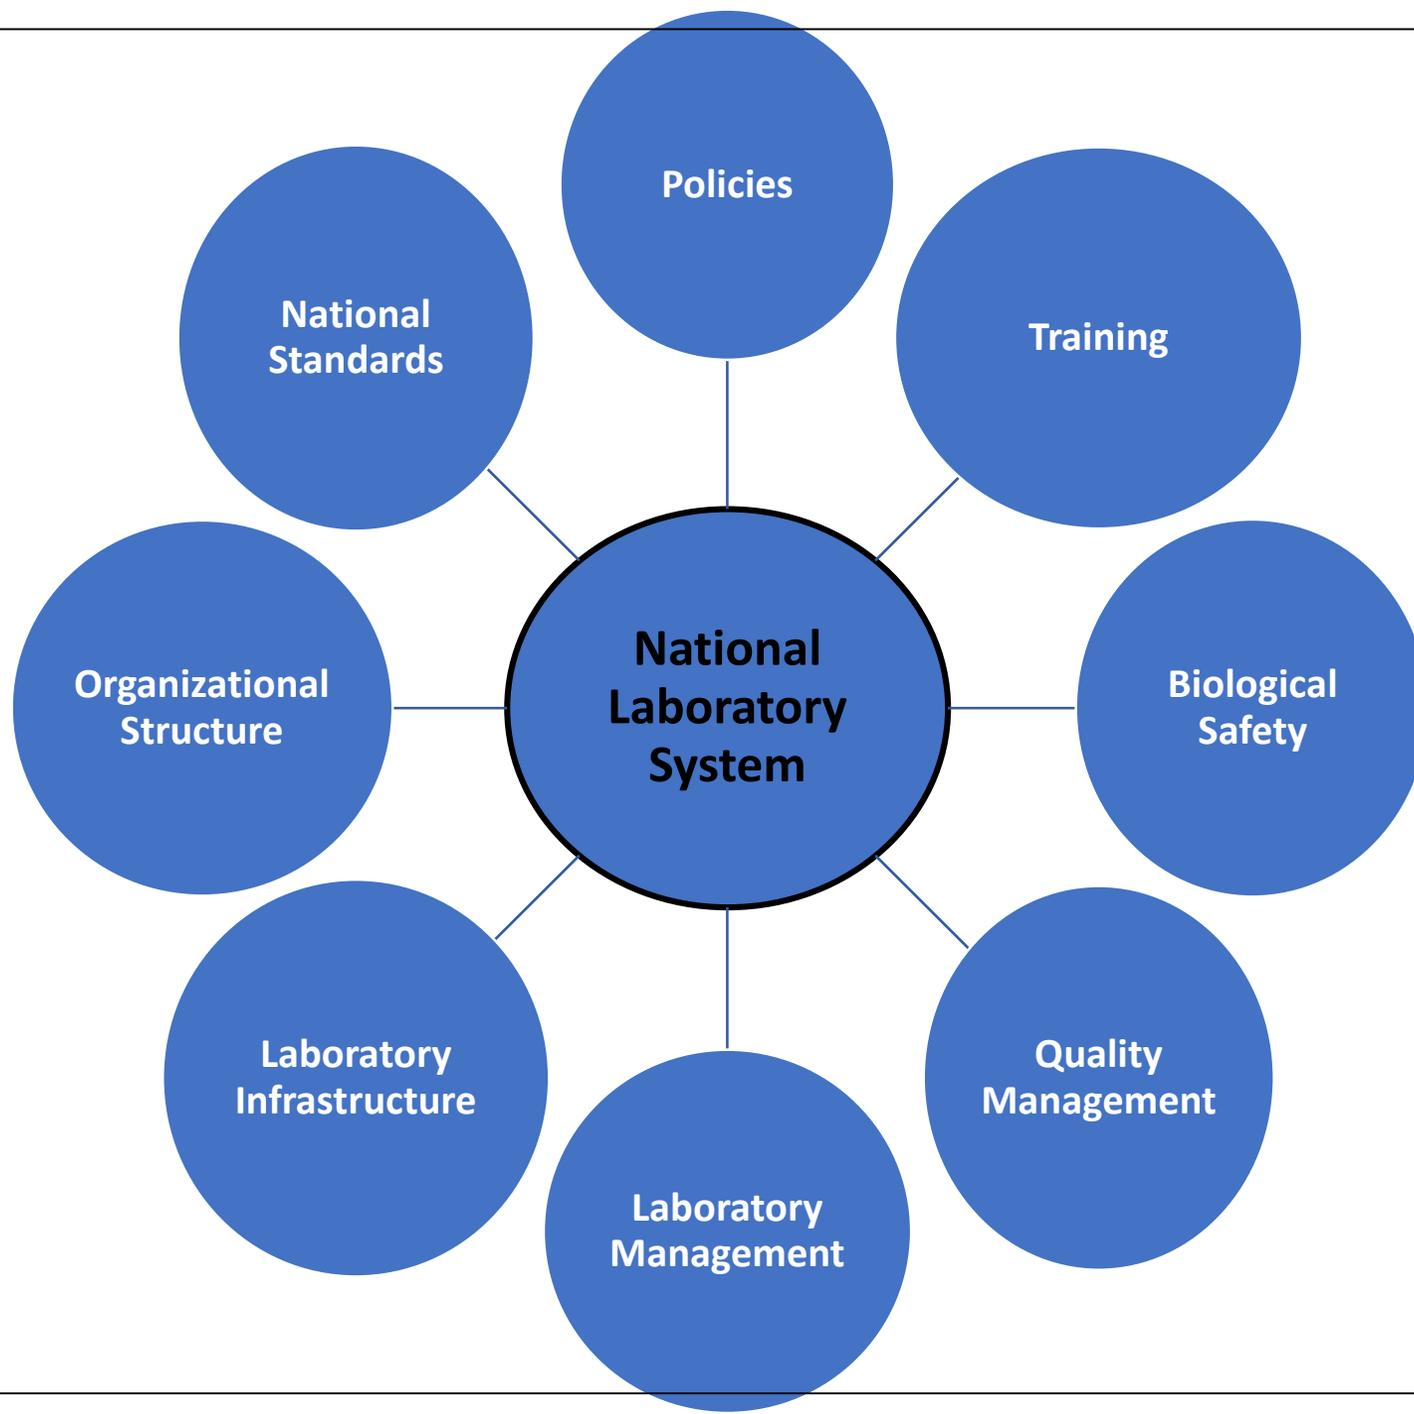 Policies
National
Standards
Training
Organizational
Structure
National
Laboratory
System
Biological
Safety
Laboratory
Infrastructure
Quality
Management
Laboratory
Management